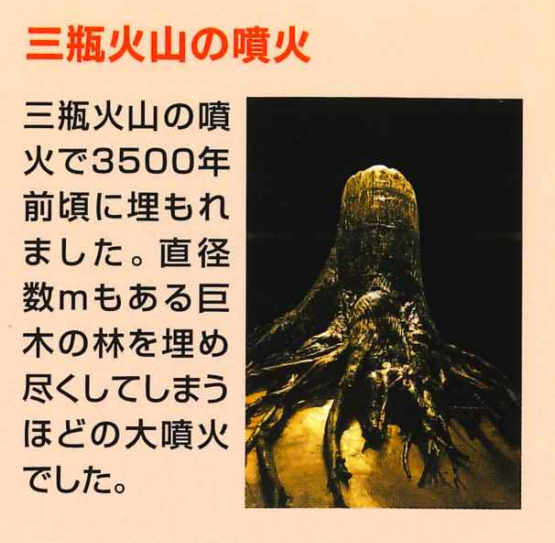 三瓶火山の噴火
三瓶火山の噴
火で3500年
前頃に埋もれ
ました。直径
数mもある巨
木の林を埋め
尽くしてしまう
ほどの大噴火
でした。